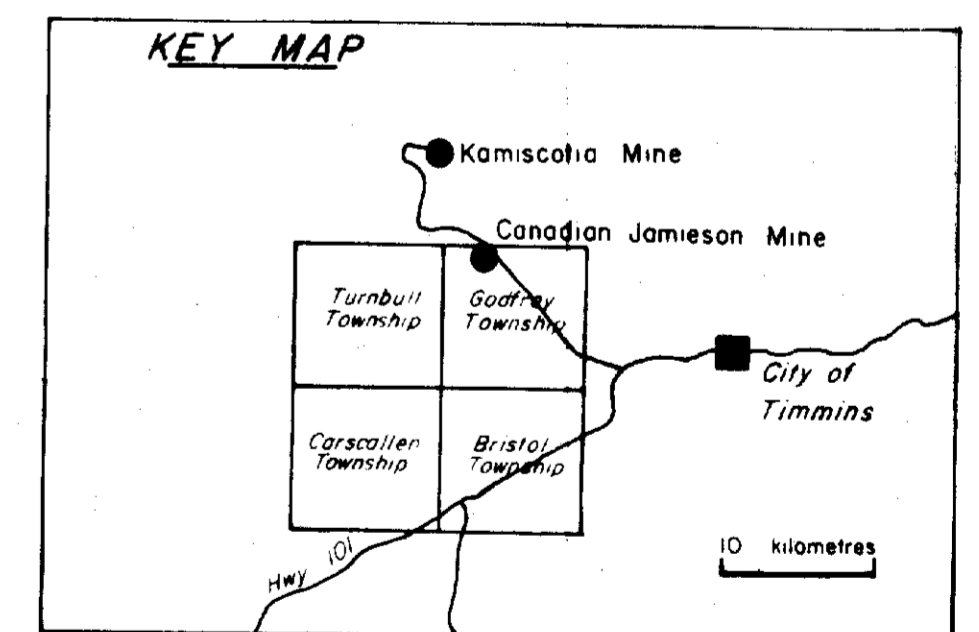 KEY MAP
Kamiscotia Mine
Canadian Jamieson Mine
Turnbull
Township
Godfrey
Township
City of
Timmins
Carscallen
Township
Bristol
Township
Hwy 101
10 kilometres